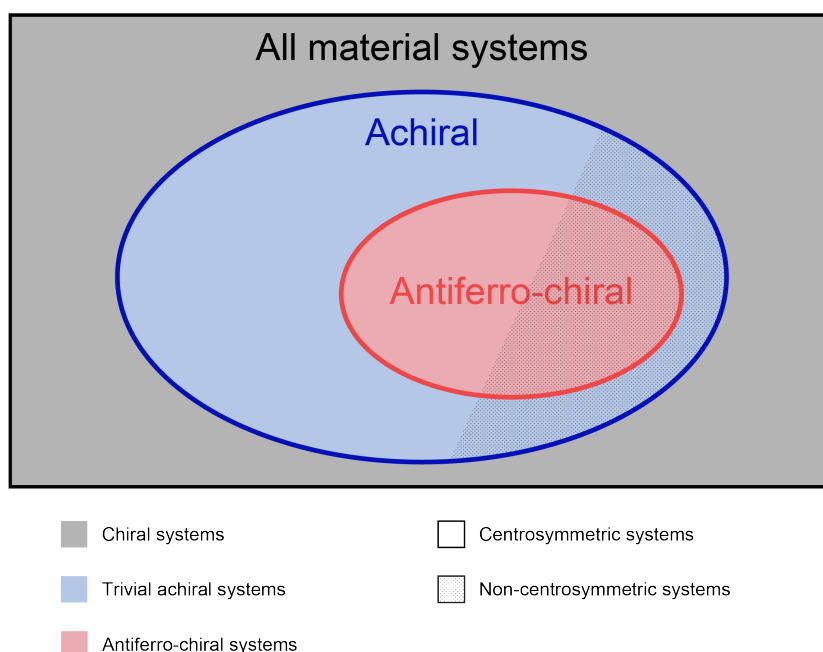 All material systems
Achiral
Antiferro-chiral
Chiral systems
Centrosymmetric systems
Trivial achiral systems
Non-centrosymmetric systems
Antiferro-chiral systems